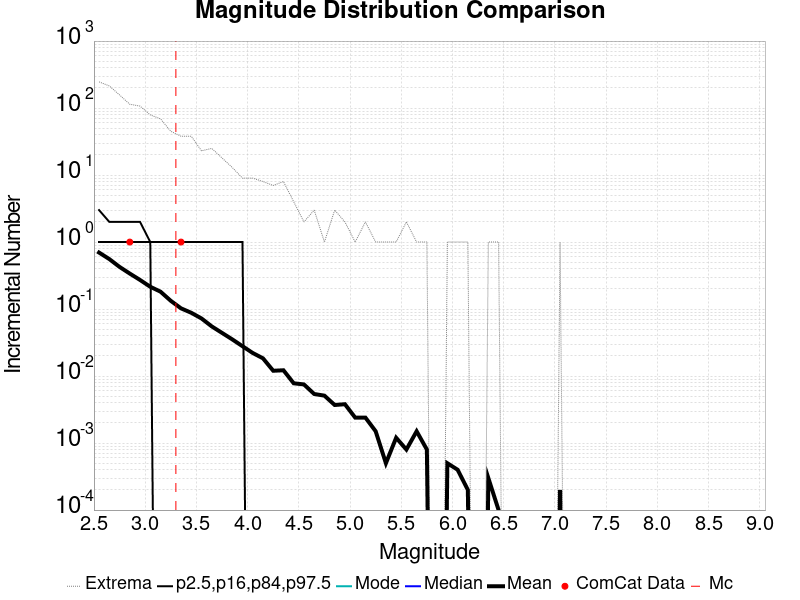 Magnitude Distribution Comparison
10^3
10^2
10^1
10^0
10^-1
10^-2
10^-3
10^-4
Incremental Number
2.5 3.0 3.5 4.0 4.5 5.0 5.5 6.0 6.5 7.0 7.5 8.0 8.5 9.0
Magnitude
Extrema p2.5,p16,p84,p97.5 Mode Median Mean ComCat Data Mc